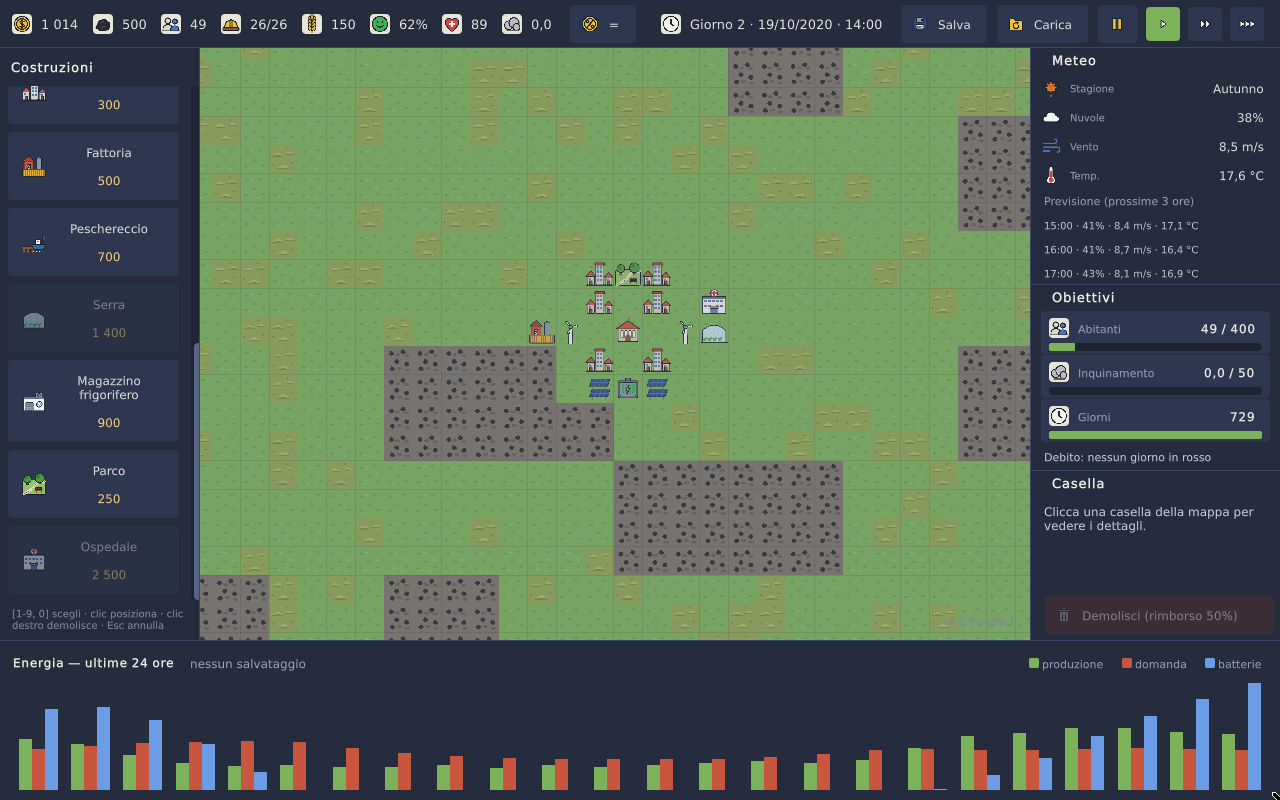 1 014
500
49
26/26
150
62%
89
0,0
=
Giorno 2 · 19/10/2020 · 14:00
Salva
Carica
Costruzioni
300
Fattoria
500
Peschereccio
700
Serra
1 400
Magazzino
frigorifero
900
Parco
250
Ospedale
2 500
[1-9, 0] scegli · clic posiziona · clic
destro demolisce · Esc annulla
Meteo
Stagione Autunno
Nuvole 38%
Vento 8,5 m/s
Temp. 17,6 °C
Previsione (prossime 3 ore)
15:00 · 41% · 8,4 m/s · 17,1 °C
16:00 · 41% · 8,7 m/s · 16,4 °C
17:00 · 43% · 8,1 m/s · 16,9 °C
Obiettivi
Abitanti 49 / 400
Inquinamento 0,0 / 50
Giorni 729
Debito: nessun giorno in rosso
Casella
Clicca una casella della mappa per
vedere i dettagli.
Demolisci (rimborso 50%)
Energia — ultime 24 ore nessun salvataggio
produzione domanda batterie